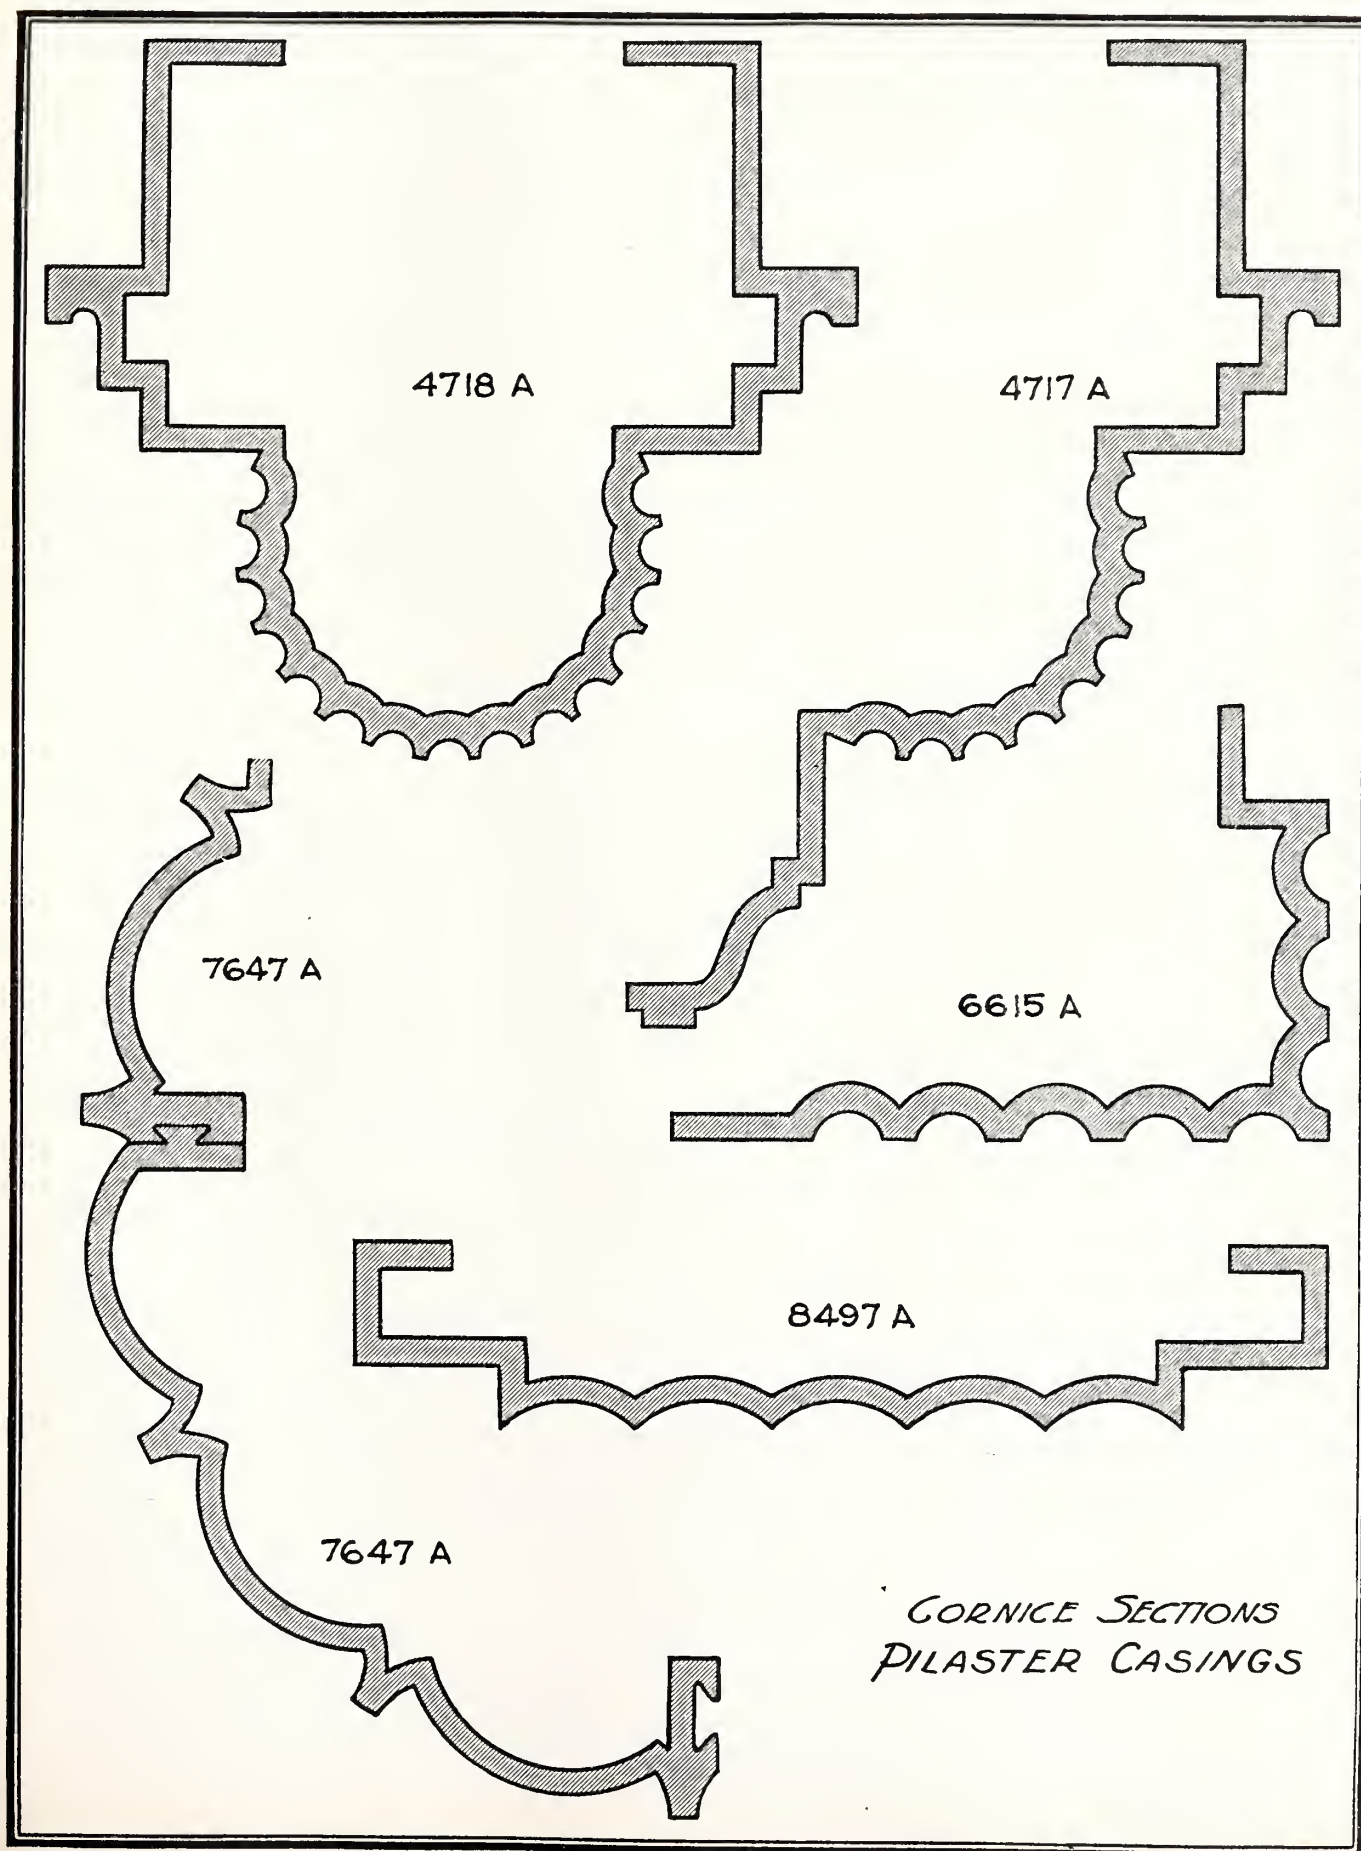 4718 A
4717 A
7647 A
6615 A
8497 A
7647 A
CORNICE SECTIONS
PILASTER CASINGS